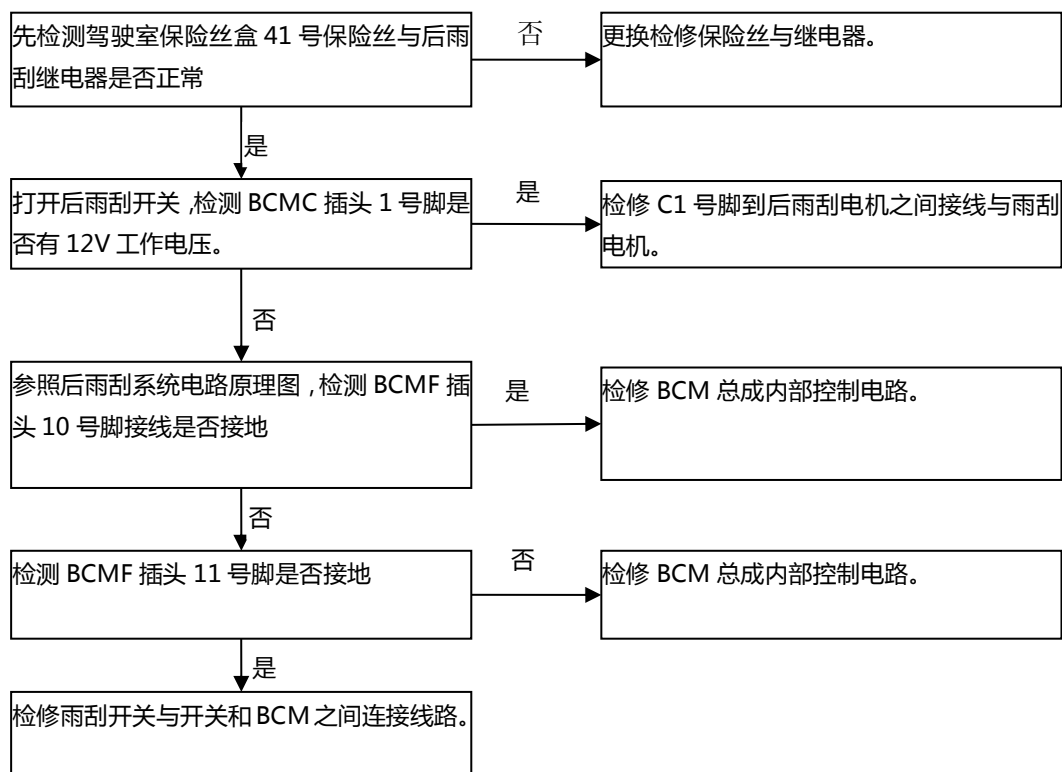 先检测驾驶室保险丝盒 41 号保险丝与后雨
刮继电器是否正常
否
更换检修保险丝与继电器。
是
打开后雨刮开关 ,检测 BCMC 插头 1 号脚是
否有 12V 工作电压。
是
检修 C1 号脚到后雨刮电机之间接线与雨刮
电机。
否
参照后雨刮系统电路原理图 ,检测 BCMF 插
头 10 号脚接线是否接地
是
检修 BCM 总成内部控制电路。
否
检测 BCMF 插头 11 号脚是否接地
否
检修 BCM 总成内部控制电路。
是
检修雨刮开关与开关和 BCM 之间连接线路。